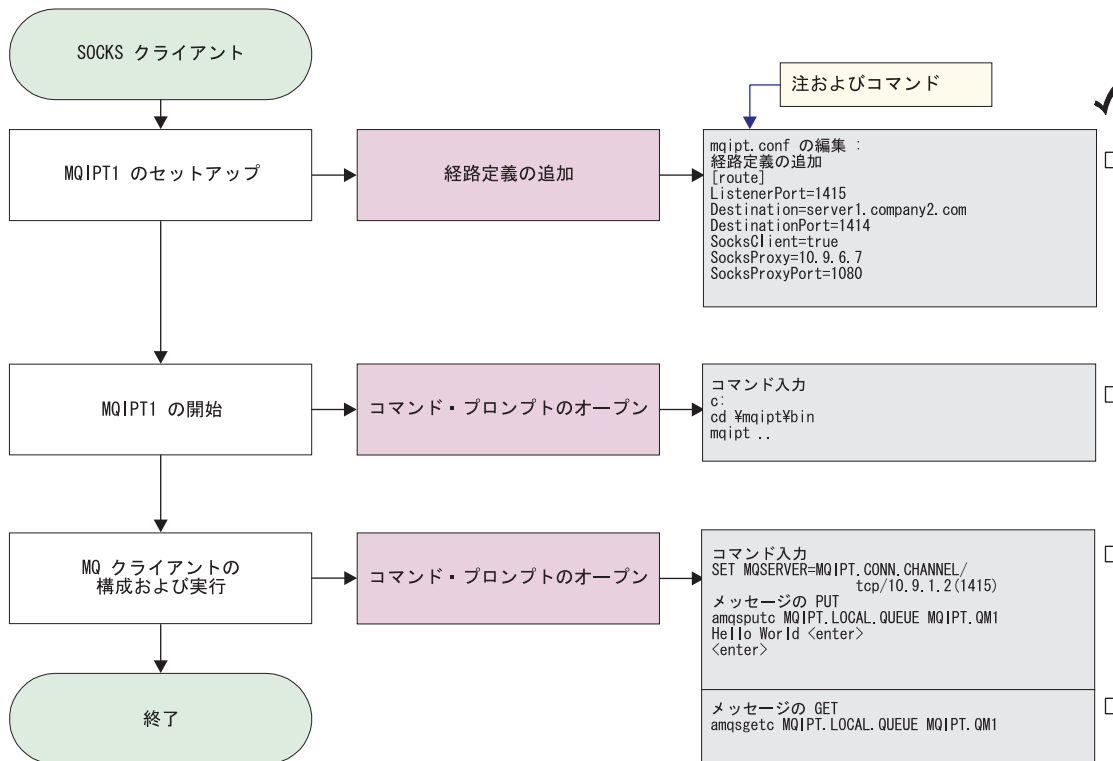 SOCKS クライアント
注およびコマンド
MQIPT1 のセットアップ
経路定義の追加
mqipt.conf の編集 :
経路定義の追加
[route]
ListenerPort=1415
Destination=server1.company2.com
DestinationPort=1414
SocksClient=true
SocksProxy=10.9.6.7
SocksProxyPort=1080
MQIPT1 の開始
コマンド・プロンプトのオープン
コマンド入力
c:
cd ¥mqipt¥bin
mqipt ..
MQ クライアントの
構成および実行
コマンド・プロンプトのオープン
コマンド入力
SET MQSERVER=MQIPT.CONN.CHANNEL/
tcp/10.9.1.2(1415)
メッセージの PUT
amqsputc MQIPT.LOCAL.QUEUE MQIPT.QM1
Hello World <enter>
<enter>
終了
メッセージの GET
amqsgetc MQIPT.LOCAL.QUEUE MQIPT.QM1